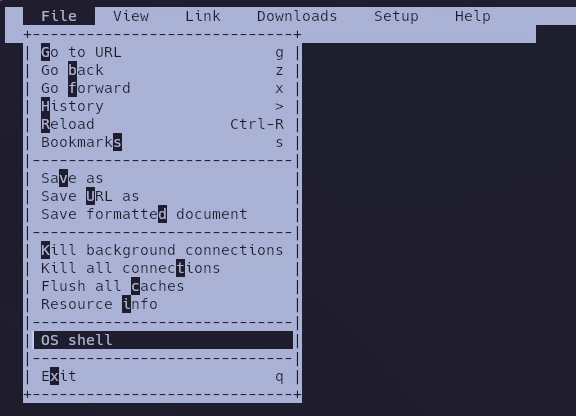 File View Link Downloads Setup Help
Go to URL g
Go back z
Go forward x
History >
Reload Ctrl-R
Bookmarks s
Save as
Save URL as
Save formatted document
Kill background connections
Kill all connections
Flush all caches
Resource info
OS shell
Exit q